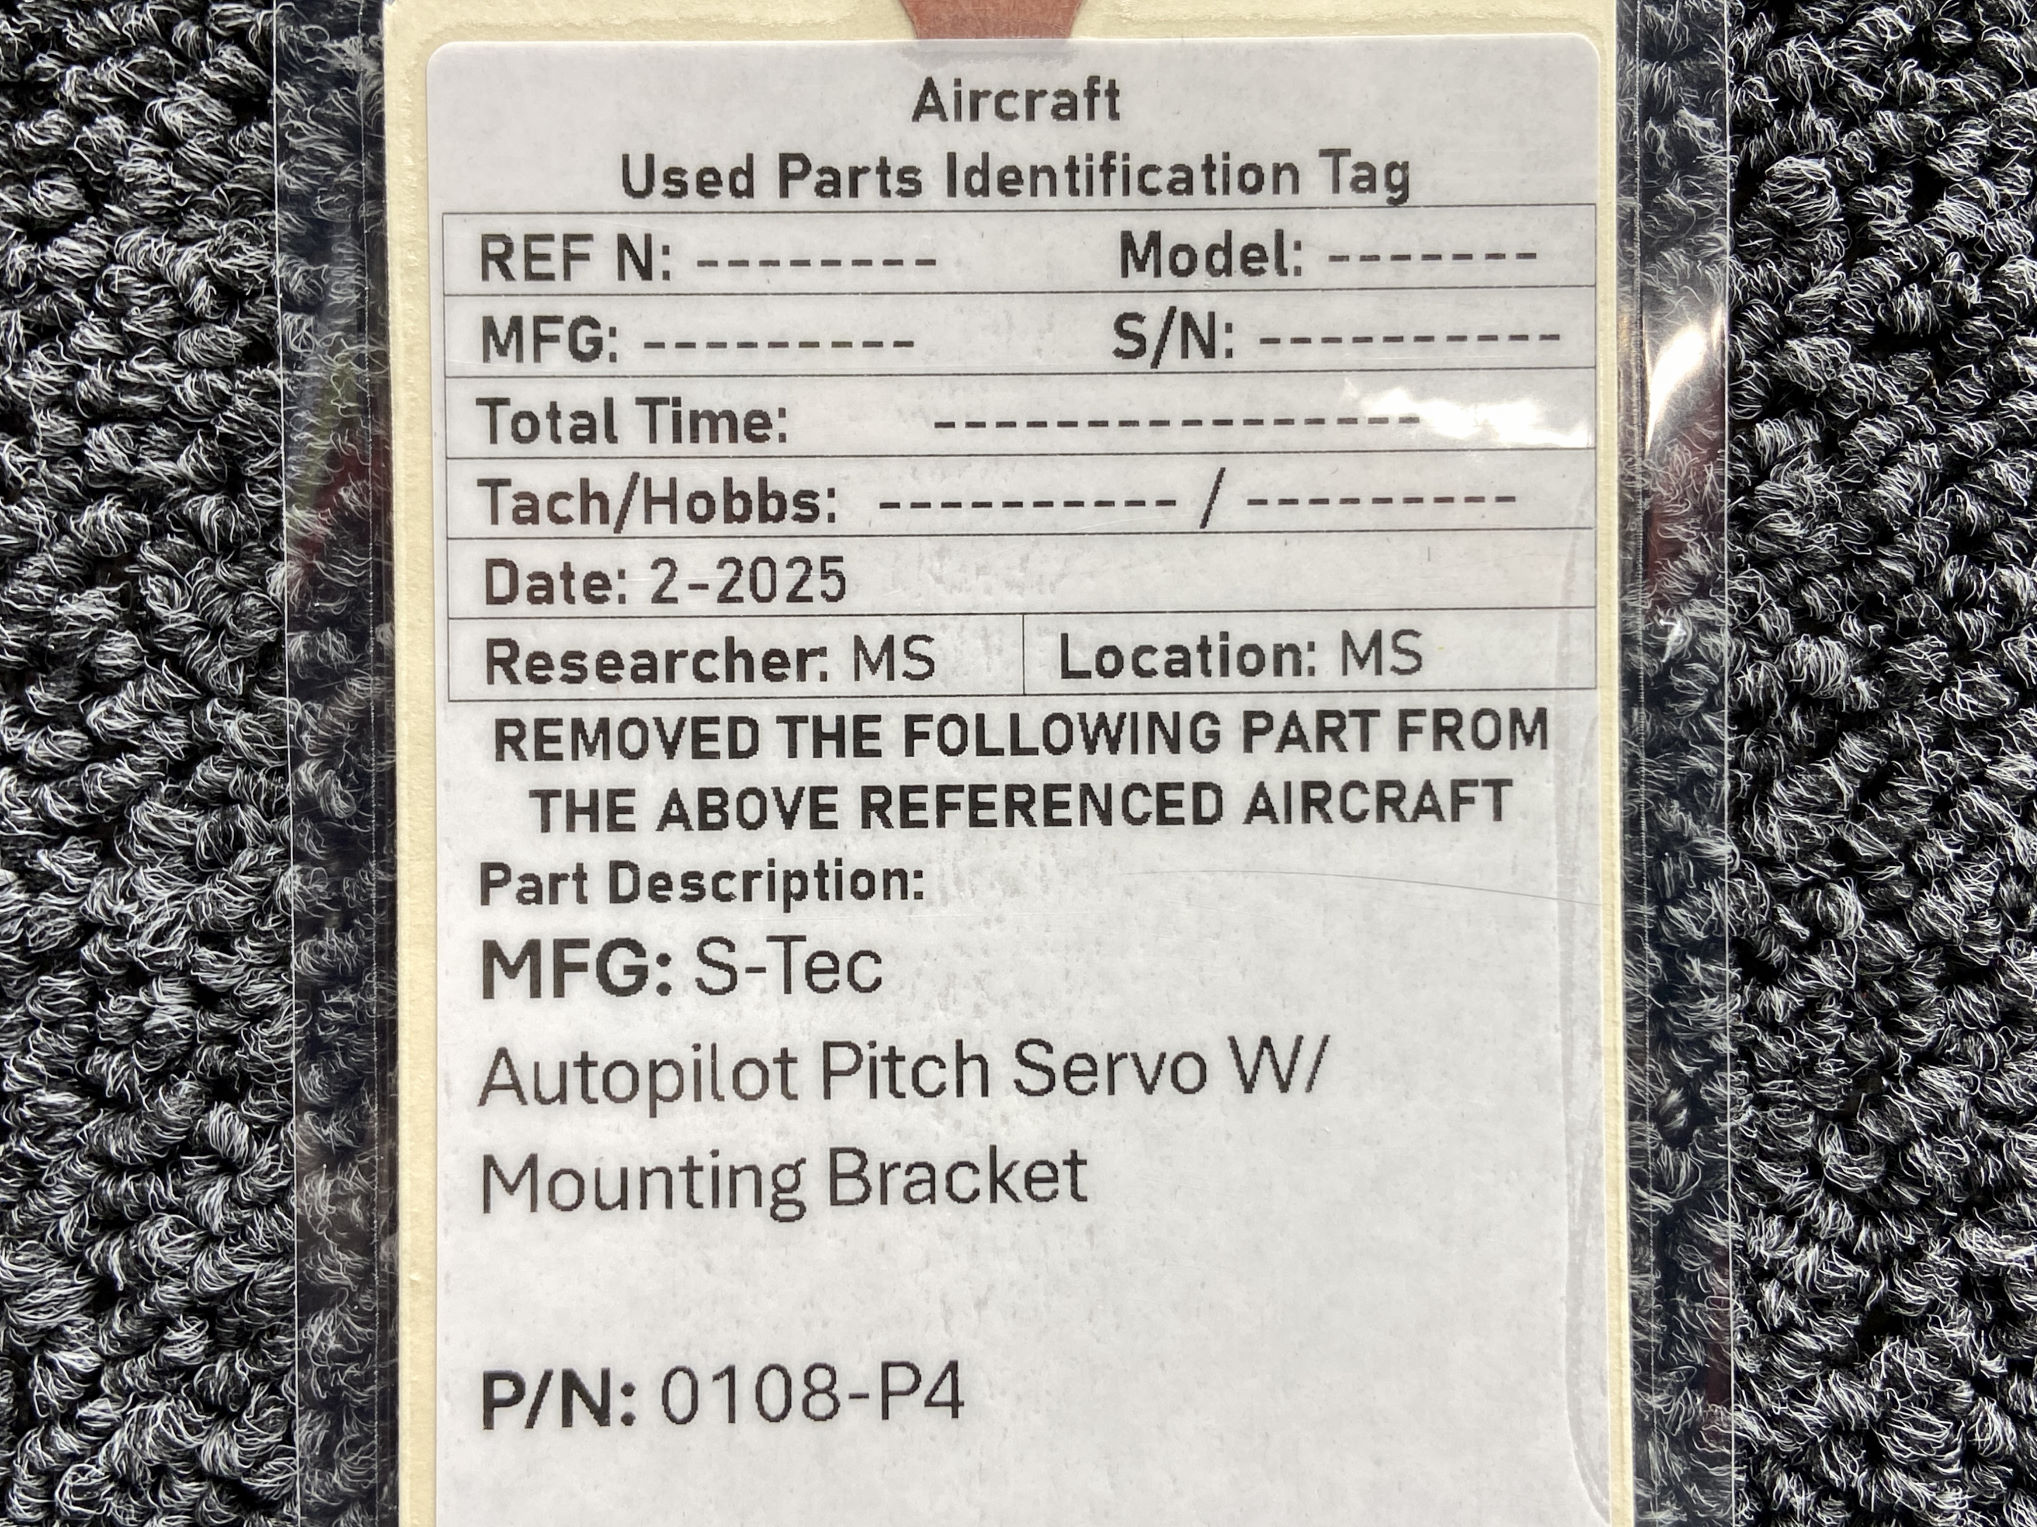 Aircraft
Used Parts Identification Tag
REF N: -------- Model: -------
MFG: --------- S/N: ----------
Total Time: ----------------
Tach/Hobbs: ---------- / ---------
Date: 2-2025
Researcher: MS Location: MS
REMOVED THE FOLLOWING PART FROM
THE ABOVE REFERENCED AIRCRAFT
Part Description:
MFG: S-Tec
Autopilot Pitch Servo W/
Mounting Bracket
P/N: 0108-P4